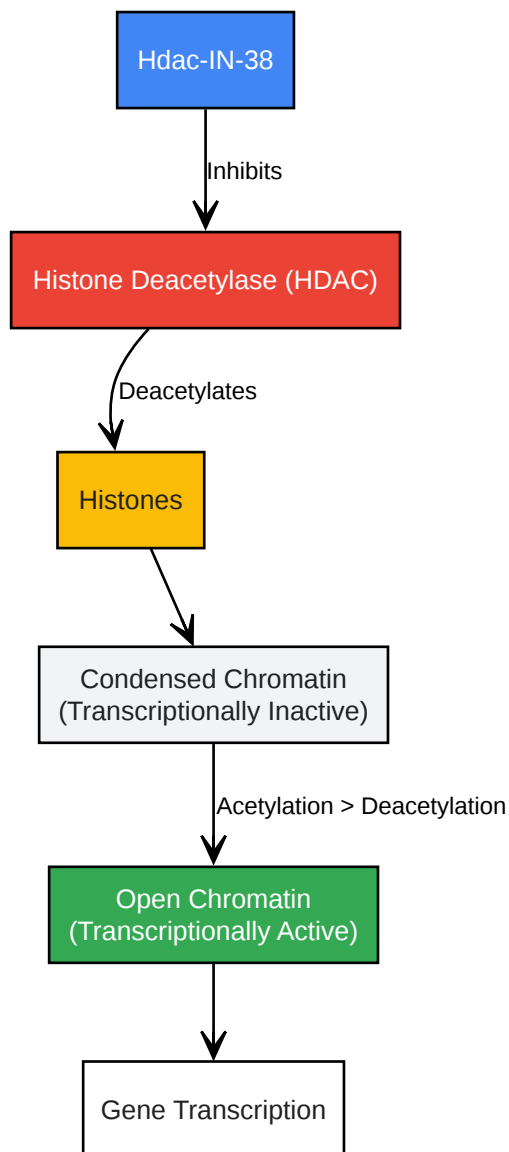 Hdac-IN-38
Inhibits
Histone Deacetylase (HDAC)
Deacetylates
Histones
Condensed Chromatin
(Transcriptionally Inactive)
Acetylation > Deacetylation
Open Chromatin
(Transcriptionally Active)
Gene Transcription